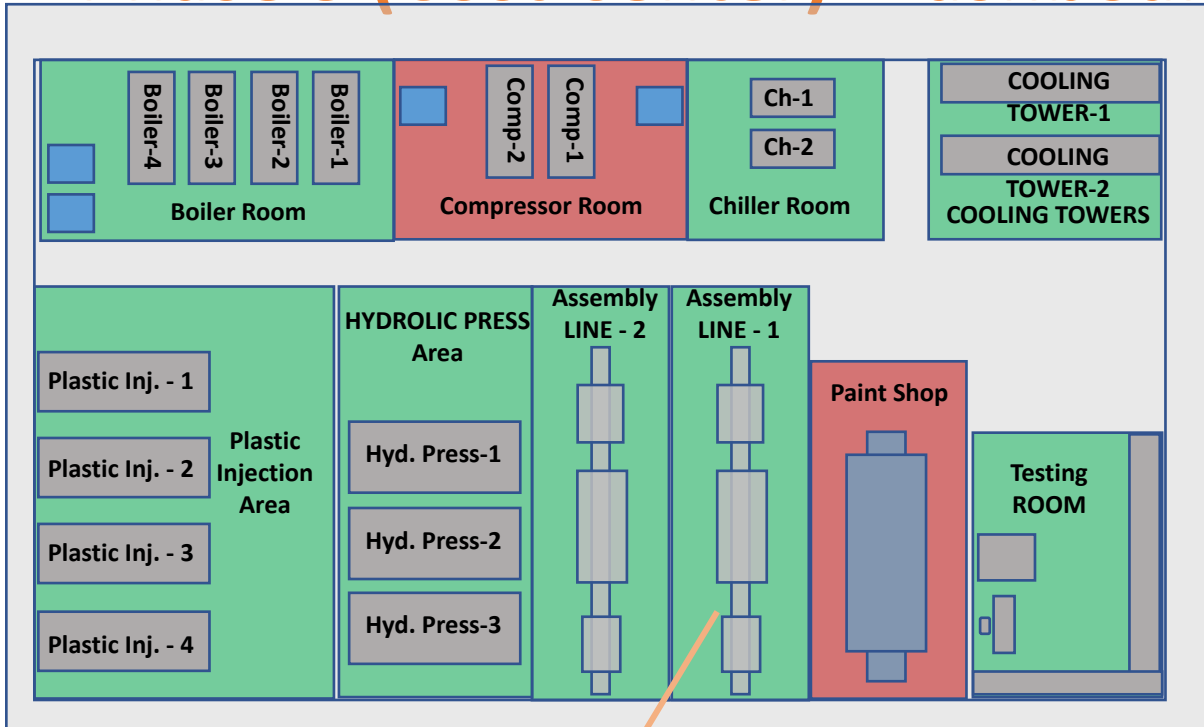 Boiler-4
Boiler-3
Boiler-2
Boiler-1
Boiler Room
Comp-2
Comp-1
Compressor Room
Ch-1
Ch-2
Chiller Room
COOLING
TOWER-1
COOLING
TOWER-2
COOLING TOWERS
Plastic Inj. - 1
Plastic Inj. - 2
Plastic Inj. - 3
Plastic Inj. - 4
Plastic
Injection
Area
HYDROLIC PRESS
Area
Hyd. Press-1
Hyd. Press-2
Hyd. Press-3
Assembly
LINE - 2
Assembly
LINE - 1
Paint Shop
Testing
ROOM